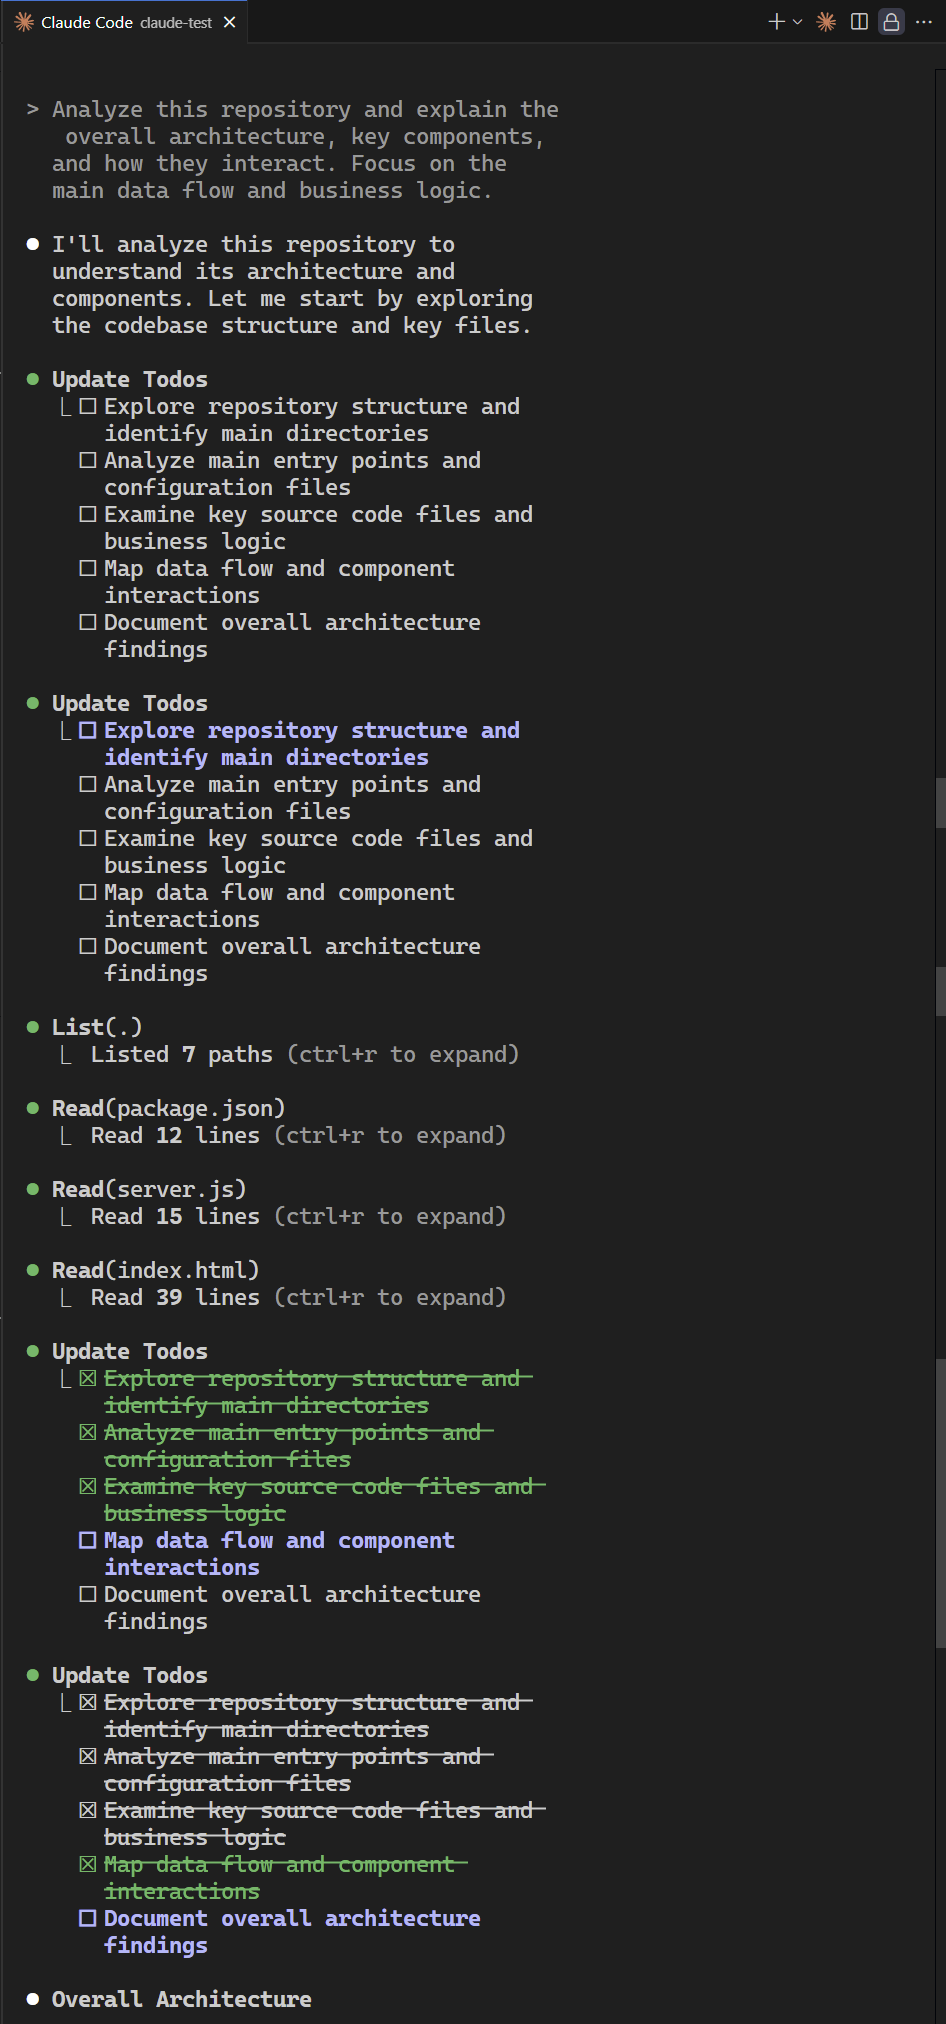 Claude Code claude-test
> Analyze this repository and explain the
overall architecture, key components,
and how they interact. Focus on the
main data flow and business logic.
● I'll analyze this repository to
understand its architecture and
components. Let me start by exploring
the codebase structure and key files.
● Update Todos
⎿ ☐ Explore repository structure and
identify main directories
☐ Analyze main entry points and
configuration files
☐ Examine key source code files and
business logic
☐ Map data flow and component
interactions
☐ Document overall architecture
findings
● Update Todos
⎿ ☐ Explore repository structure and
identify main directories
☐ Analyze main entry points and
configuration files
☐ Examine key source code files and
business logic
☐ Map data flow and component
interactions
☐ Document overall architecture
findings
● List(.)
⎿ Listed 7 paths (ctrl+r to expand)
● Read(package.json)
⎿ Read 12 lines (ctrl+r to expand)
● Read(server.js)
⎿ Read 15 lines (ctrl+r to expand)
● Read(index.html)
⎿ Read 39 lines (ctrl+r to expand)
● Update Todos
⎿ ☒ Explore repository structure and
identify main directories
☒ Analyze main entry points and
configuration files
☒ Examine key source code files and
business logic
☐ Map data flow and component
interactions
☐ Document overall architecture
findings
● Update Todos
⎿ ☒ Explore repository structure and
identify main directories
☒ Analyze main entry points and
configuration files
☒ Examine key source code files and
business logic
☒ Map data flow and component
interactions
☐ Document overall architecture
findings
● Overall Architecture